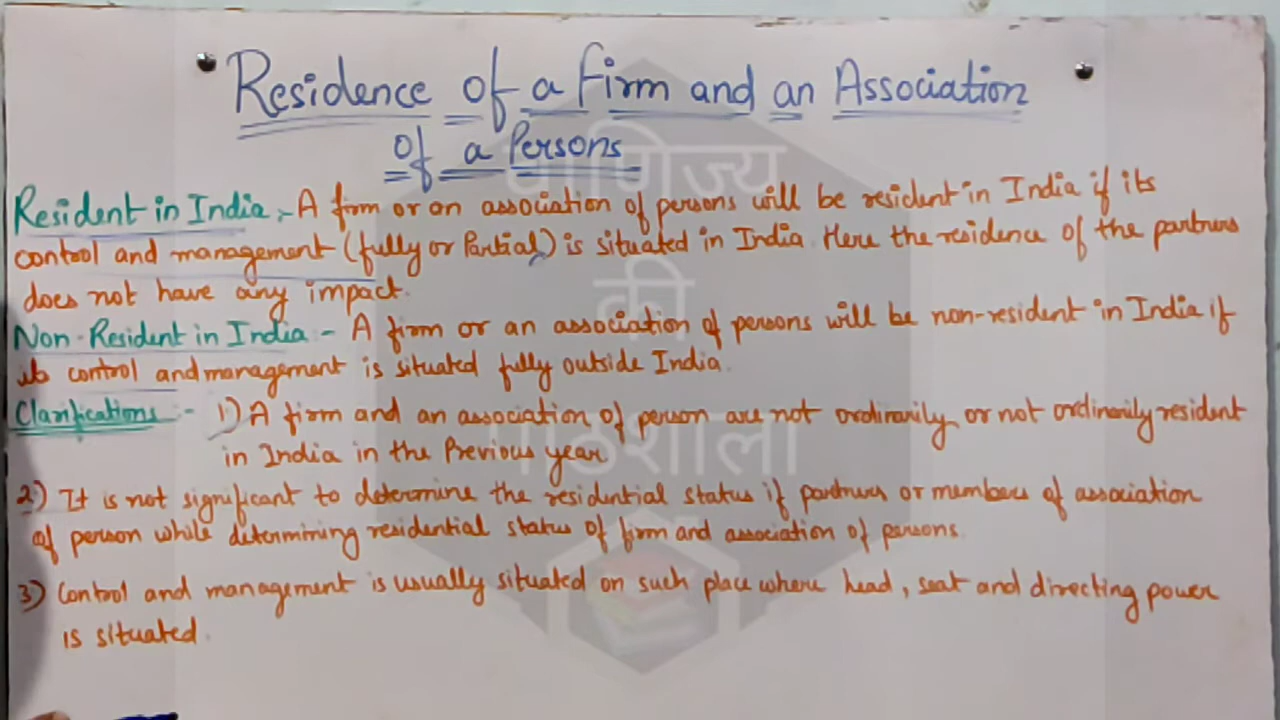 Residence of a firm and an Association
of a Persons
Resident in India :- A firm or an association of persons will be resident in India if its
control and management (fully or Partial) is situated in India. Here the residence of the partners
does not have any impact.
Non-Resident in India :- A firm or an association of persons will be non-resident in India if
its control and management is situated fully outside India.
Clarifications :- 1) A firm and an association of person are not ordinarily, or not ordinarily resident
in India in the Previous year
2) It is not significant to determine the residential status if partners or members of association
of person while determining residential status of firm and association of persons.
3) Control and management is usually situated on such place where head, seat and directing power
is situated.
वाणिज्य
की
पाठशाला